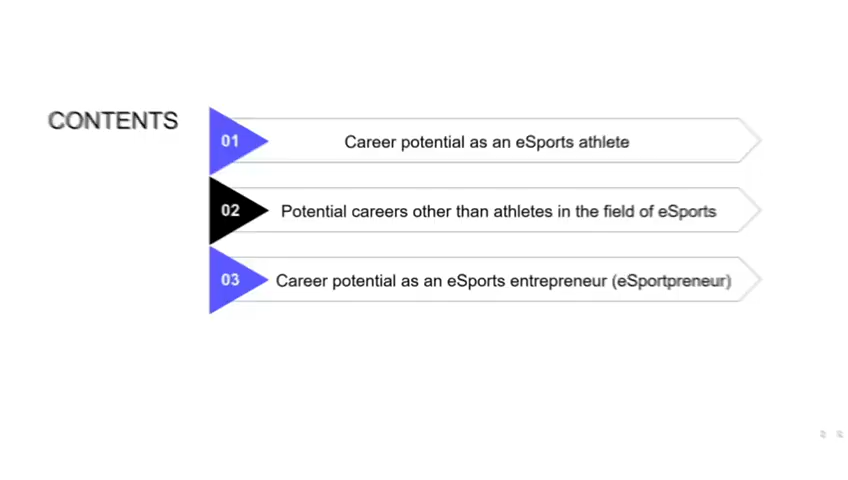 CONTENTS
01 Career potential as an eSports athlete
02 Potential careers other than athletes in the field of eSports
03 Career potential as an eSports entrepreneur (eSportpreneur)